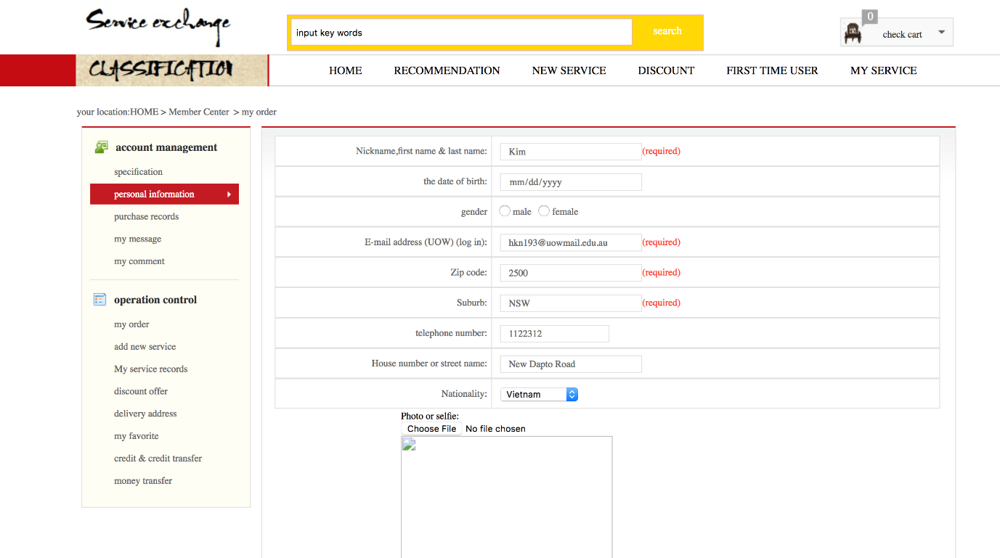 Service exchange
input key words
search
0
check cart
CLASSIFICATION
HOME RECOMMENDATION NEW SERVICE DISCOUNT FIRST TIME USER MY SERVICE
your location:HOME > Member Center > my order
account management
specification
personal information
purchase records
my message
my comment
operation control
my order
add new service
My service records
discount offer
delivery address
my favorite
credit & credit transfer
money transfer
Nickname,first name & last name: Kim (required)
the date of birth: mm/dd/yyyy
gender male female
E-mail address (UOW) (log in): hkn193@uowmail.edu.au (required)
Zip code: 2500 (required)
Suburb: NSW (required)
telephone number: 1122312
House number or street name: New Dapto Road
Nationality: Vietnam
Photo or selfie:
Choose File No file chosen